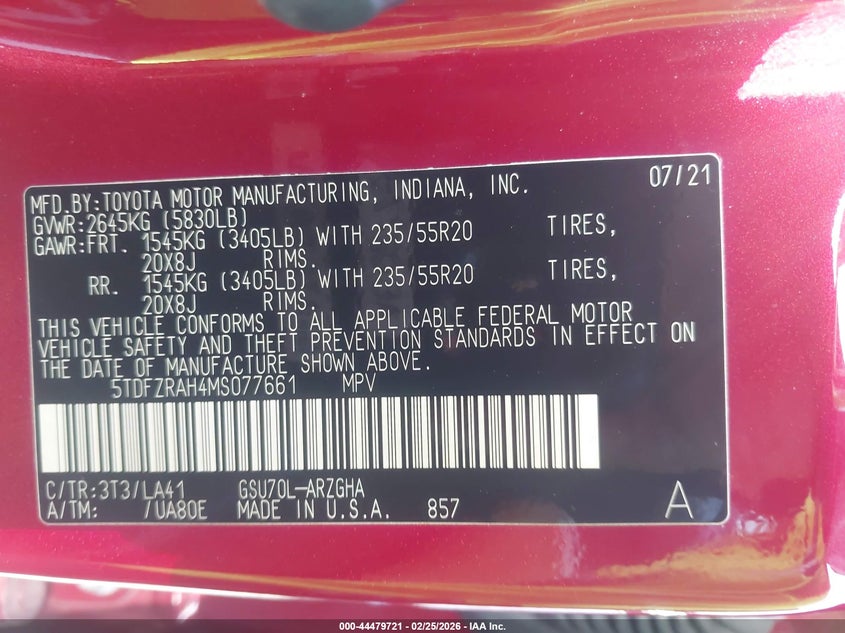 MFD.BY:TOYOTA MOTOR MANUFACTURING, INDIANA, INC. 07/21
GVWR:2645KG (5830LB)
GAWR:FRT. 1545KG (3405LB) WITH 235/55R20 TIRES,
20X8J RIMS.
RR. 1545KG (3405LB) WITH 235/55R20 TIRES,
20X8J RIMS.
THIS VEHICLE CONFORMS TO ALL APPLICABLE FEDERAL MOTOR
VEHICLE SAFETY AND THEFT PREVENTION STANDARDS IN EFFECT ON
THE DATE OF MANUFACTURE SHOWN ABOVE.
5TDFZRAH4MS077661 MPV
C/TR:3T3/LA41 GSU70L-ARZGHA
A/TM: /UA80E MADE IN U.S.A. 857 A
000-44479721 - 02/25/2026 - IAA Inc.